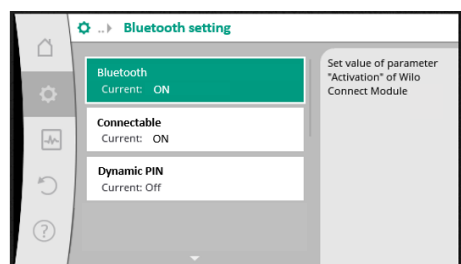 ..▸ Bluetooth setting
Bluetooth
Current: ON
Connectable
Current: ON
Dynamic PIN
Current: Off
Set value of parameter
"Activation" of Wilo
Connect Module
?